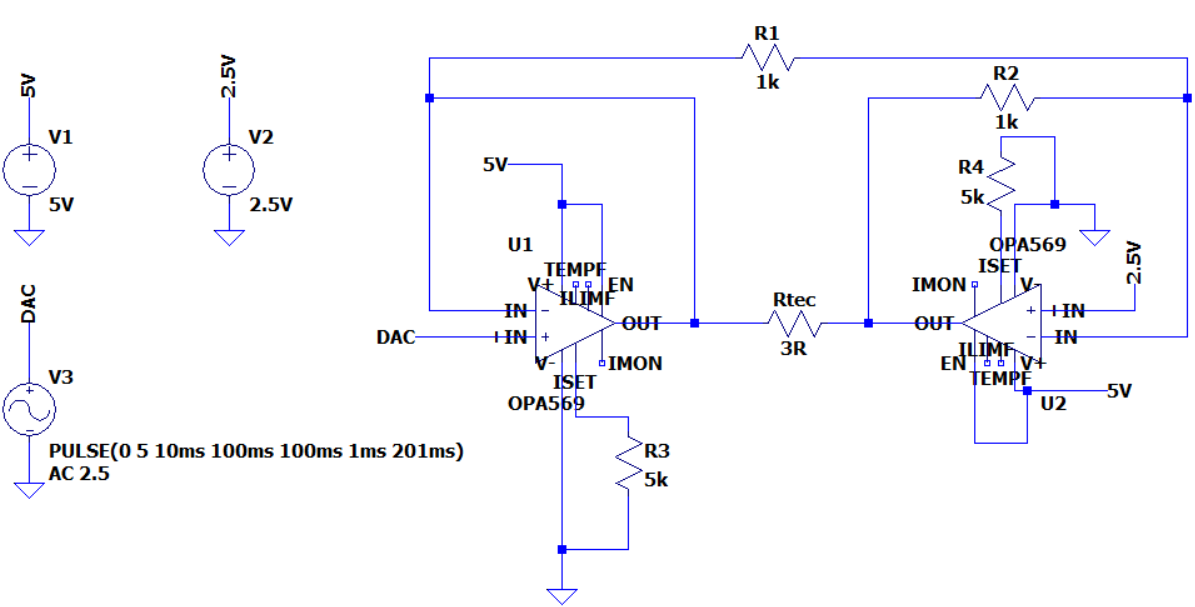 R1
1k
R2
1k
5V
V1
5V
2.5V
V2
2.5V
5V
R4
5k
U1
TEMPF
V+
EN
ILIMF
IN
OUT
DAC
+IN
V-
IMON
ISET
OPA569
R3
5k
Rtec
3R
OPA569
ISET
IMON
V-
2.5V
+IN
OUT
IN
ILIMF
EN
V+
TEMPF
5V
U2
DAC
V3
PULSE(0 5 10ms 100ms 100ms 1ms 201ms)
AC 2.5